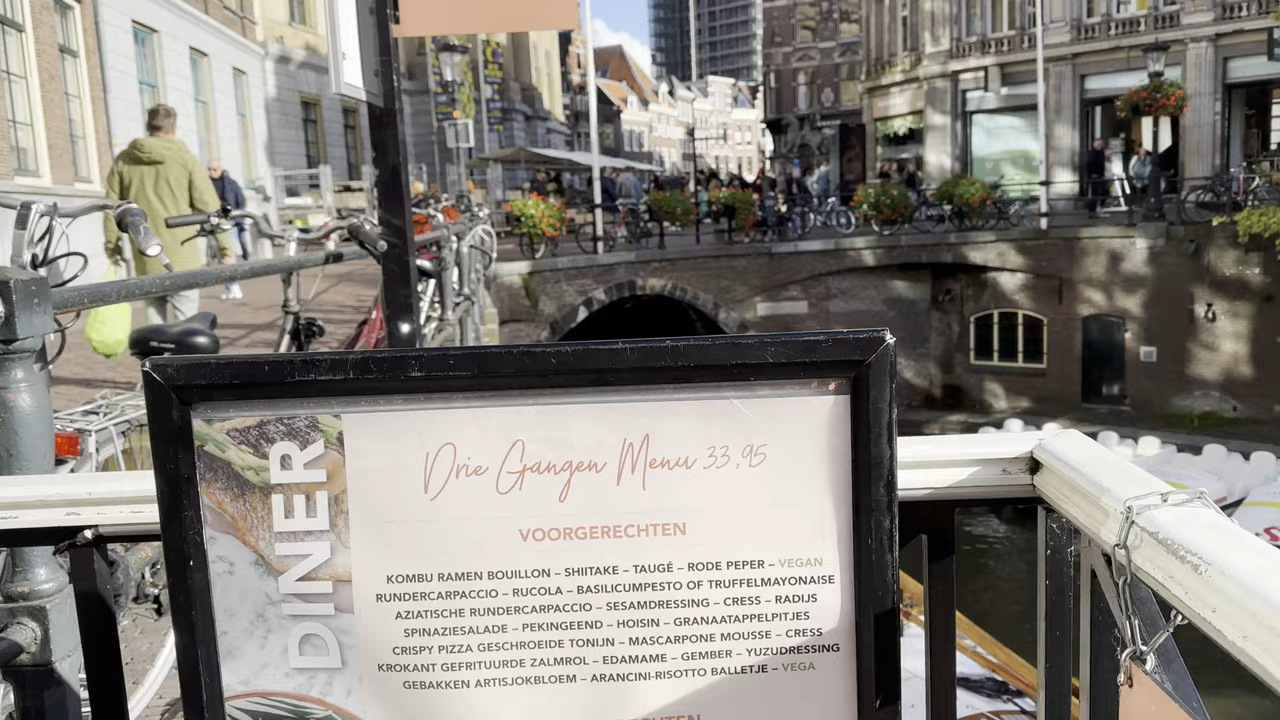 DINER
Drie Gangen Menu 33,95
VOORGERECHTEN
KOMBU RAMEN BOUILLON – SHIITAKE – TAUGÉ – RODE PEPER – VEGAN
RUNDERCARPACCIO – RUCOLA – BASILICUMPESTO OF TRUFFELMAYONAISE
AZIATISCHE RUNDERCARPACCIO – SESAMDRESSING – CRESS – RADIJS
SPINAZIESALADE – PEKINGEEND – HOISIN – GRANAATAPPELPITJES
CRISPY PIZZA GESCHROEIDE TONIJN – MASCARPONE MOUSSE – CRESS
KROKANT GEFRITUURDE ZALMROL – EDAMAME – GEMBER – YUZUDRESSING
GEBAKKEN ARTISJOKBLOEM – ARANCINI-RISOTTO BALLETJE – VEGA